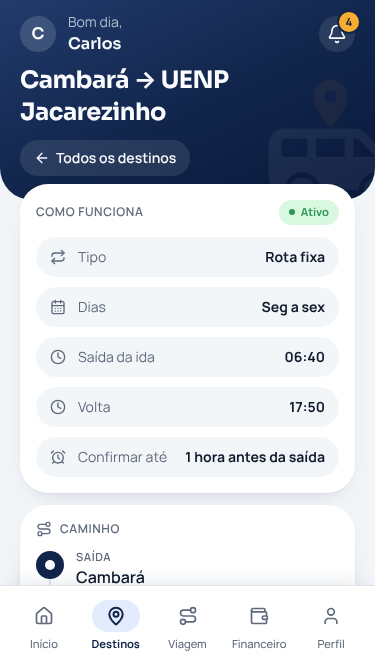 C
Bom dia,
Carlos
4
Cambará → UENP
Jacarezinho
← Todos os destinos
COMO FUNCIONA
Ativo
Tipo
Rota fixa
Dias
Seg a sex
Saída da ida
06:40
Volta
17:50
Confirmar até
1 hora antes da saída
CAMINHO
SAÍDA
Cambará
Início
Destinos
Viagem
Financeiro
Perfil